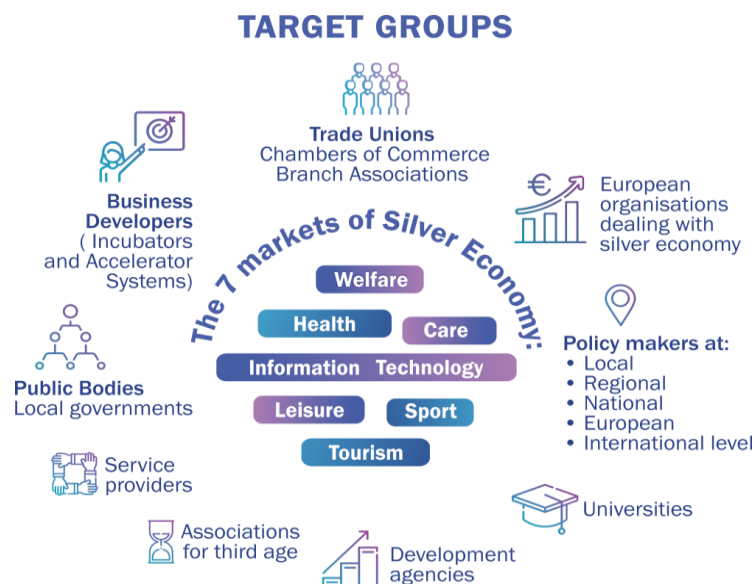 TARGET GROUPS
Trade Unions
Chambers of Commerce
Branch Associations
Business
Developers
( Incubators
and Accelerator
Systems)
€
European
organisations
dealing with
silver economy
The 7 markets of Silver Economy:
Welfare
Health
Care
Information Technology
Leisure
Sport
Tourism
Public Bodies
Local governments
Policy makers at:
• Local
• Regional
• National
• European
• International level
Service
providers
Universities
Associations
for third age
Development
agencies